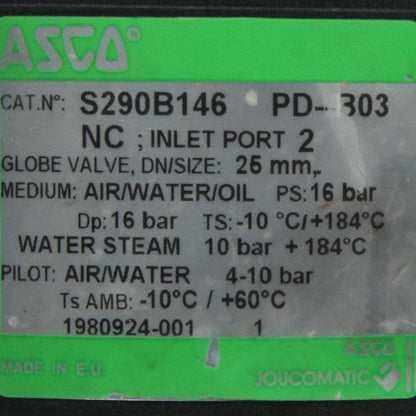 ASCO®
CAT.Nº: S290B146 PD-B03
NC ; INLET PORT 2
GLOBE VALVE, DN/SIZE: 25 mm,
MEDIUM: AIR/WATER/OIL PS: 16 bar
Dp: 16 bar TS: -10 °C/+184°C
WATER STEAM 10 bar + 184°C
PILOT: AIR/WATER 4-10 bar
Ts AMB: -10°C / +60°C
1980924-001 1
MADE IN E.U.
ASCO
JOUCOMATIC®